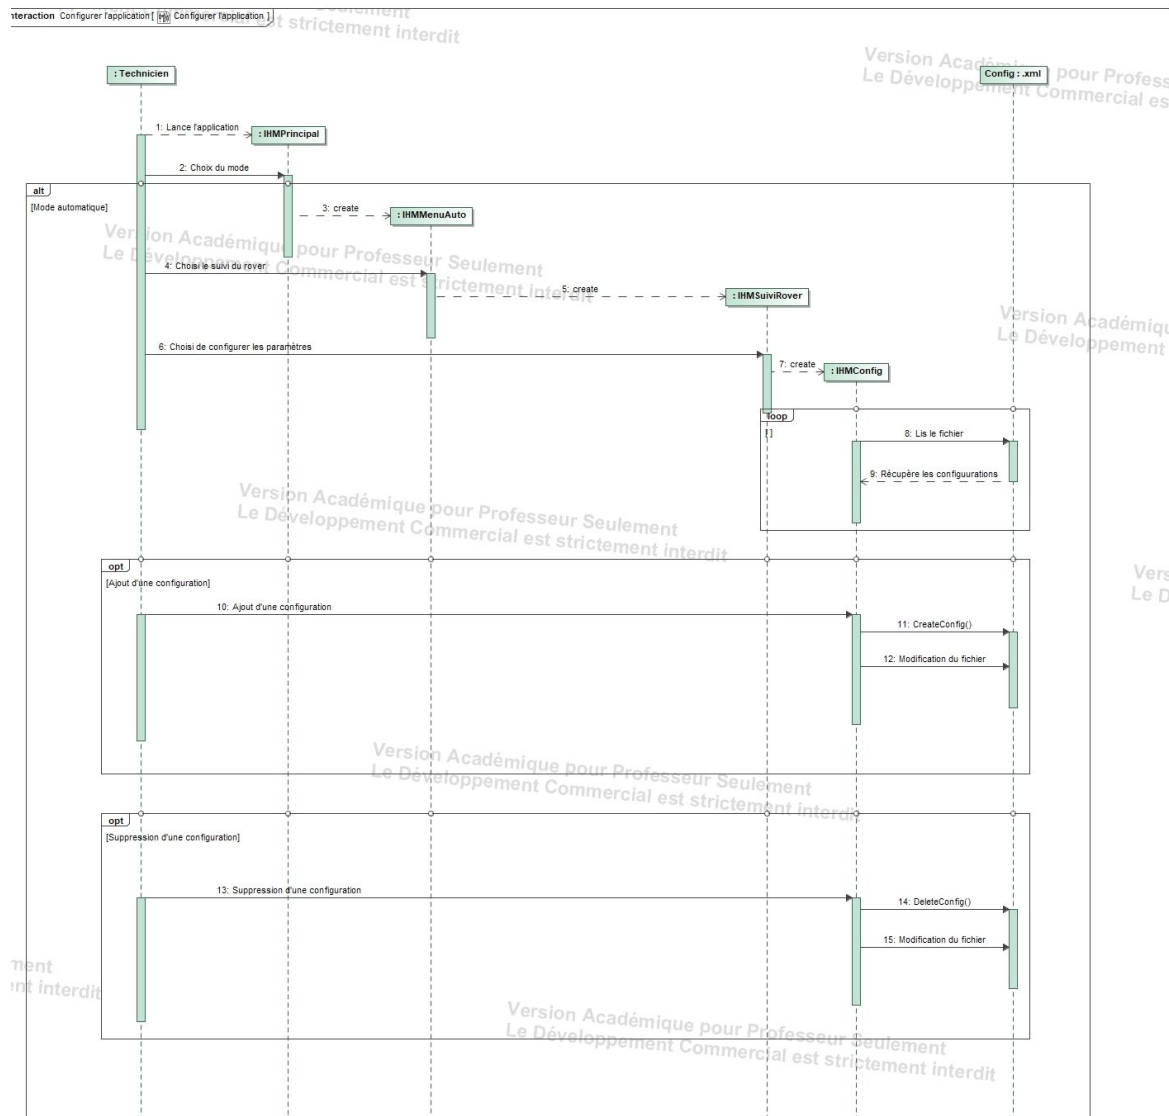 nteraction Configurer l'application [ Configurer l'application ]
est strictement interdit
Version Académique pour Profess
Le Développement Commercial es
: Technicien
Config : .xml
1: Lance l'application
: IHMPrincipal
2: Choix du mode
alt
[Mode automatique]
3: create
: IHMMenuAuto
Version Académique pour Professeur Seulement
Le Développement Commercial est strictement interdit
4: Choisi le suivi du rover
5: create
: IHMSuiviRover
Version Académiqu
Le Développement
6: Choisi de configurer les paramètres
7: create
: IHMConfig
loop
[ ]
8: Lis le fichier
9: Récupère les configuurations
Version Académique pour Professeur Seulement
Le Développement Commercial est strictement interdit
opt
[Ajout d'une configuration]
Vers
Le D
10: Ajout d'une configuration
11: CreateConfig()
12: Modification du fichier
Version Académique pour Professeur Seulement
Le Développement Commercial est strictement interdit
opt
[Suppression d'une configuration]
13: Suppression d'une configuration
14: DeleteConfig()
15: Modification du fichier
ment
ent interdit
Version Académique pour Professeur Seulement
Le Développement Commercial est strictement interdit